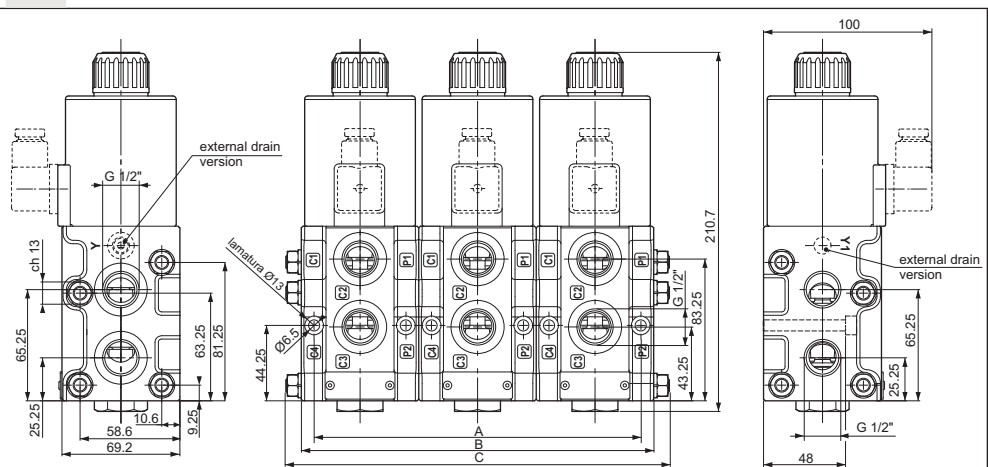 100
external drain
version
G 1/2"
Y
ch 13
65.25
25.25
63.25
81.25
10.6
9.25
58.6
69.2
lamatura Ø13
Ø6.5
44.25
C1
P1
C1
P1
C1
P1
C2
C2
C2
C4
P2
C4
P2
C4
P2
C3
C3
C3
G 1/2"
43.25
83.25
210.7
A
B
C
Y1
external drain
version
65.25
25.25
G 1/2"
48